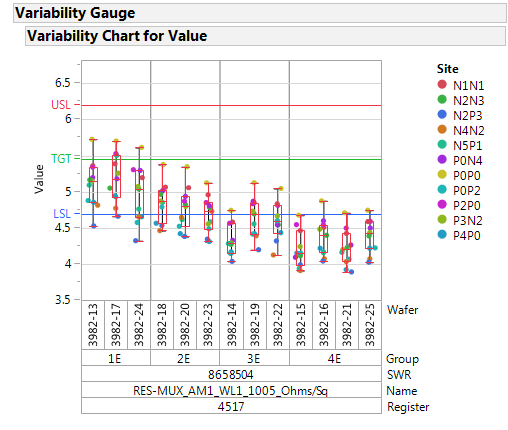 Variability Gauge
Variability Chart for Value
Value
6.5
USL
6
TGT
5
LSL
4.5
4
3.5
3982-13
3982-17
3982-24
3982-18
3982-20
3982-23
3982-14
3982-19
3982-22
3982-15
3982-16
3982-21
3982-25
Wafer
1E 2E 3E 4E Group
8658504 SWR
RES-MUX_AM1_WL1_1005_Ohms/Sq Name
4517 Register
Site
N1N1
N2N3
N2P3
N4N2
N5P1
P0N4
P0P0
P0P2
P2P0
P3N2
P4P0